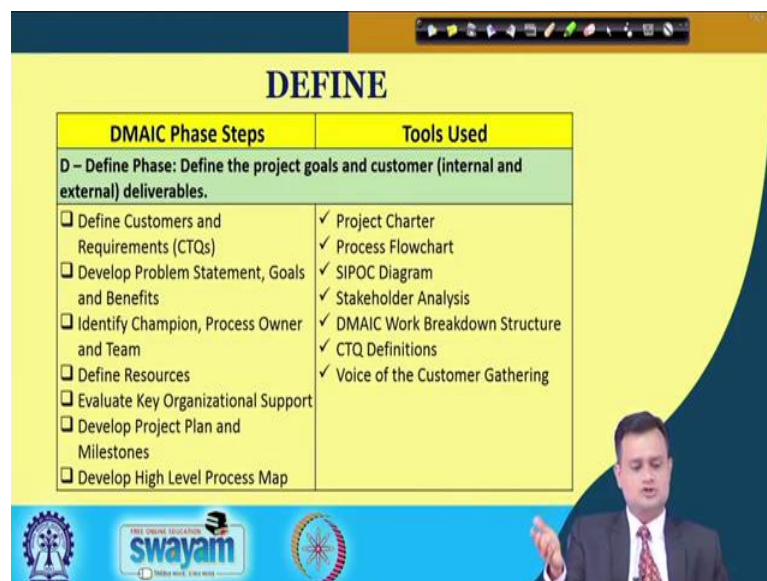 DEFINE
DMAIC Phase Steps
Tools Used
D – Define Phase: Define the project goals and customer (internal and
external) deliverables.
Define Customers and
Requirements (CTQs)
Develop Problem Statement, Goals
and Benefits
Identify Champion, Process Owner
and Team
Define Resources
Evaluate Key Organizational Support
Develop Project Plan and
Milestones
Develop High Level Process Map
✓ Project Charter
✓ Process Flowchart
✓ SIPOC Diagram
✓ Stakeholder Analysis
✓ DMAIC Work Breakdown Structure
✓ CTQ Definitions
✓ Voice of the Customer Gathering
FREE ONLINE EDUCATION
swayam